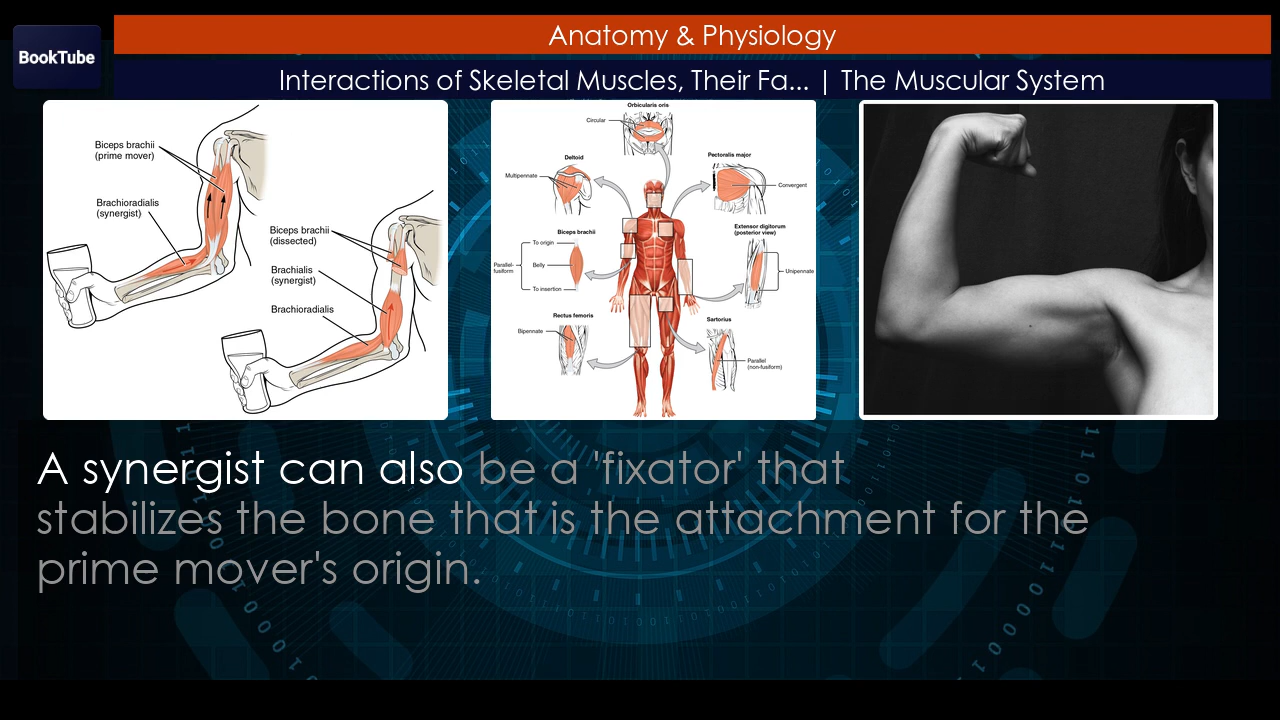 Anatomy & Physiology
BookTube
Interactions of Skeletal Muscles, Their Fa... | The Muscular System
Biceps brachii
(prime mover)
Brachioradialis
(synergist)
Biceps brachii
(dissected)
Brachialis
(synergist)
Brachioradialis
Orbicularis oris
Circular
Deltoid
Multipennate
Pectoralis major
Convergent
Biceps brachii
To origin
Parallel-
fusiform
Belly
To insertion
Extensor digitorum
(posterior view)
Unipennate
Rectus femoris
Bipennate
Sartorius
Parallel
(non-fusiform)
A synergist can also be a 'fixator' that
stabilizes the bone that is the attachment for the
prime mover's origin.